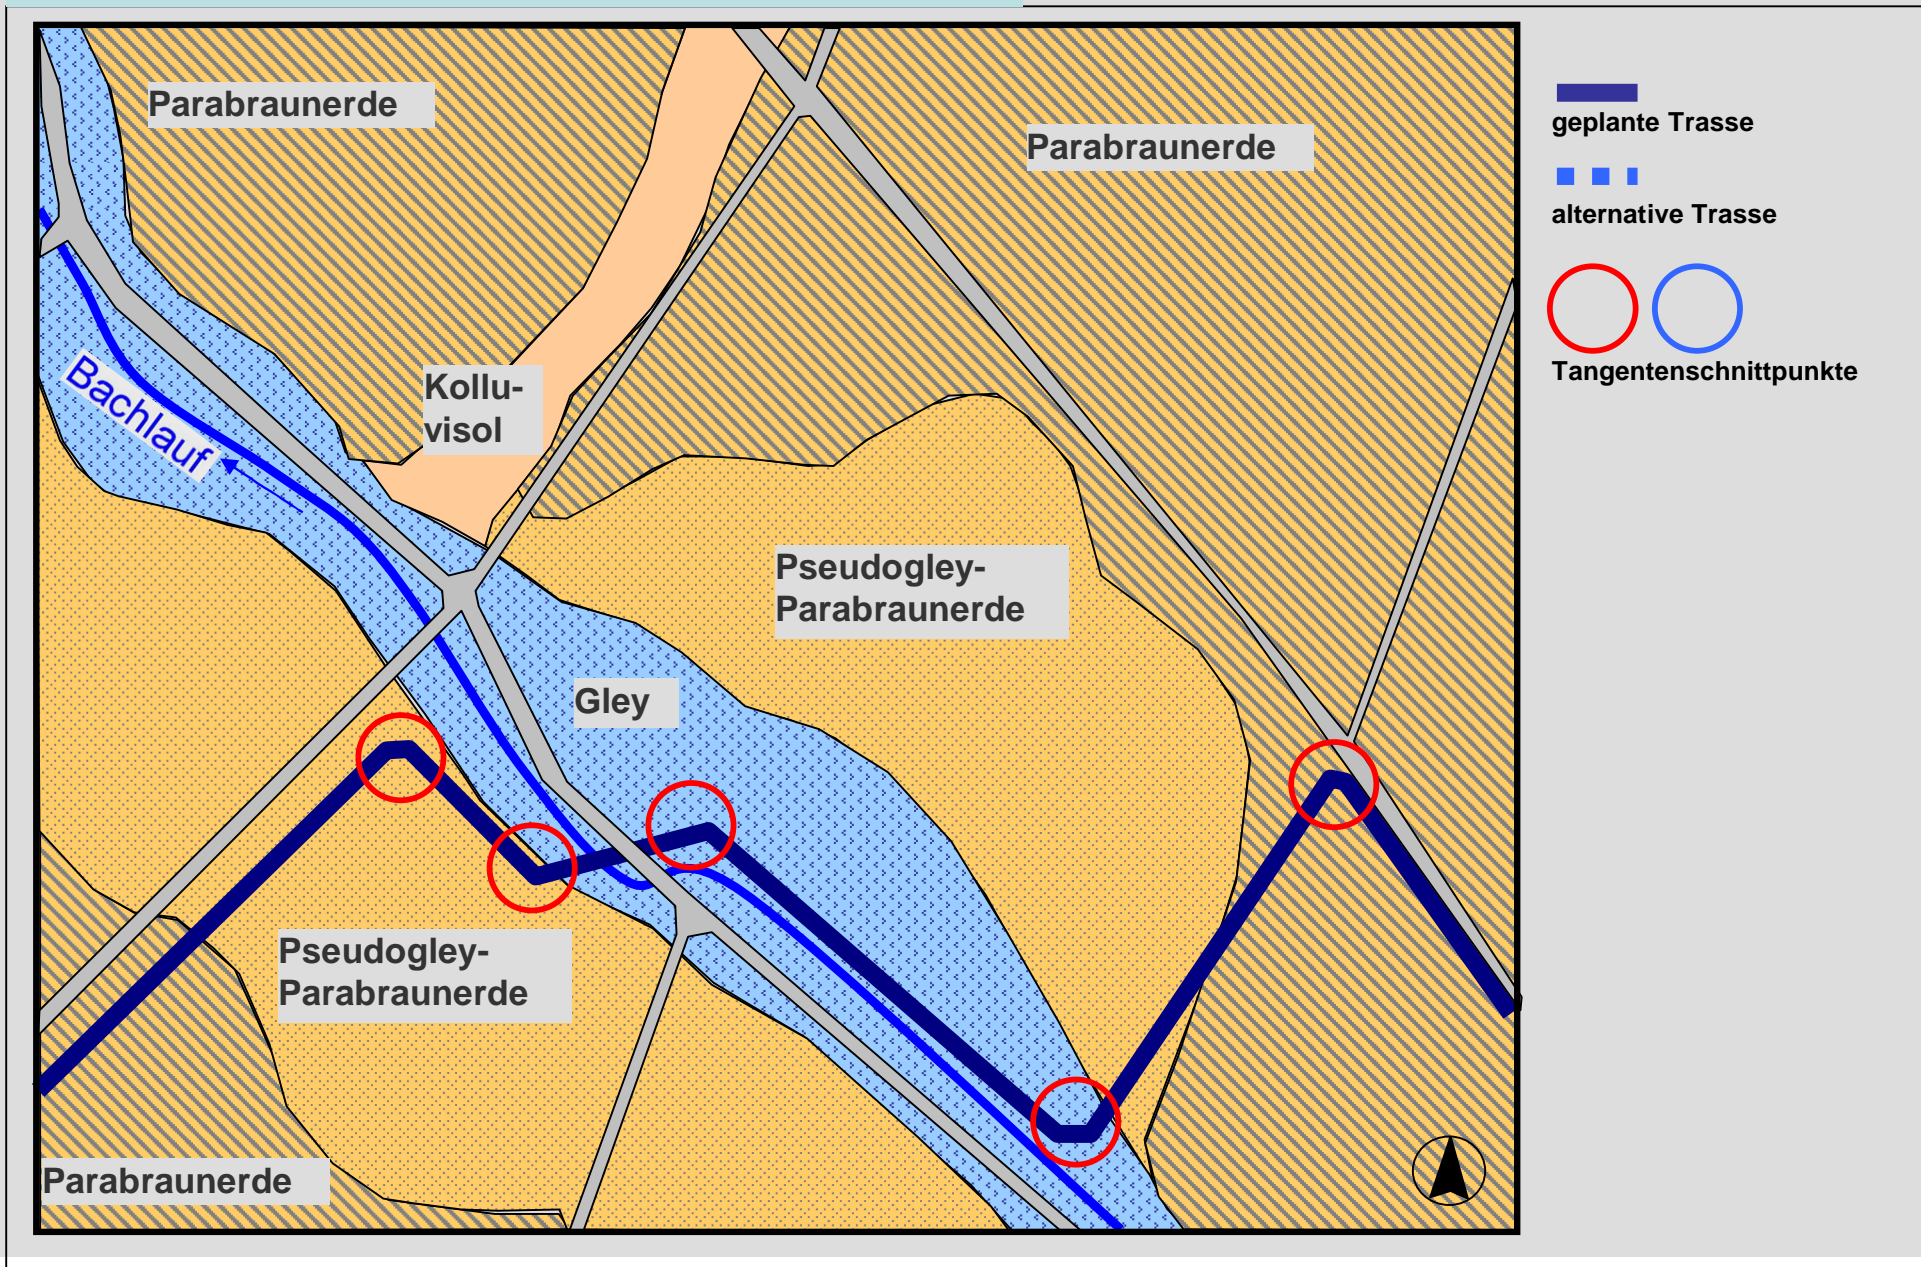 Parabraunerde
Parabraunerde
geplante Trasse
alternative Trasse
Tangentenschnittpunkte
Bachlauf
Kollu-
visol
Pseudogley-
Parabraunerde
Gley
Pseudogley-
Parabraunerde
Parabraunerde